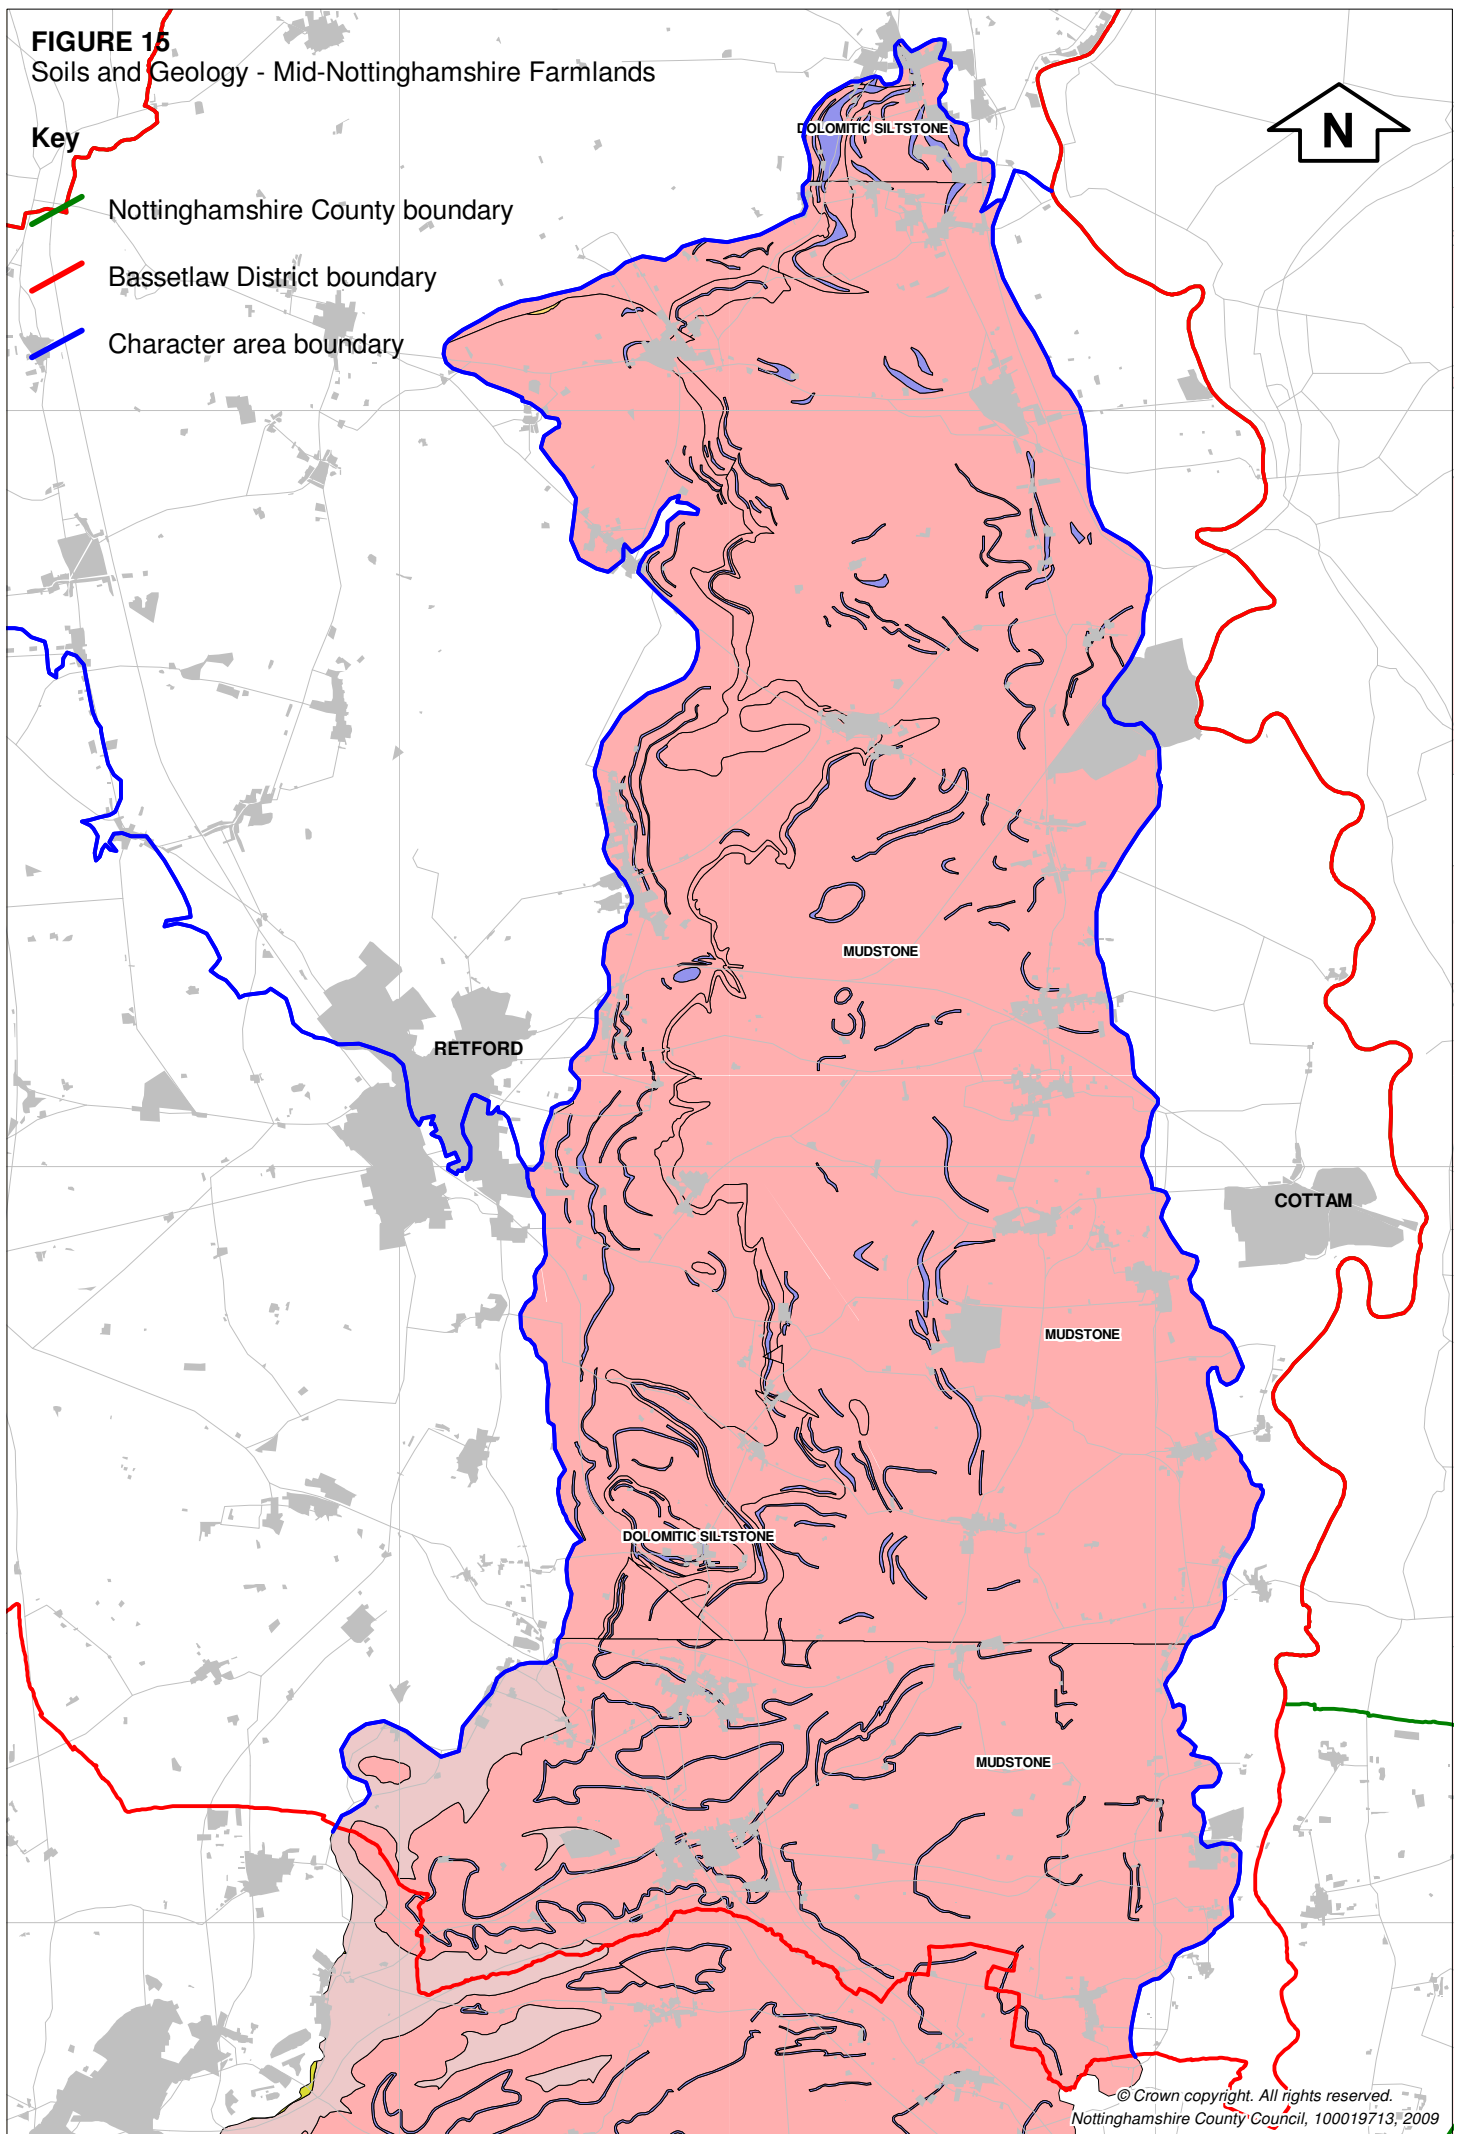 FIGURE 15
Soils and Geology - Mid-Nottinghamshire Farmlands
Key
Nottinghamshire County boundary
Bassetlaw District boundary
Character area boundary
N
DOLOMITIC SILTSTONE
MUDSTONE
RETFORD
COTTAM
MUDSTONE
DOLOMITIC SILTSTONE
MUDSTONE
© Crown copyright. All rights reserved.
Nottinghamshire County Council, 100019713, 2009